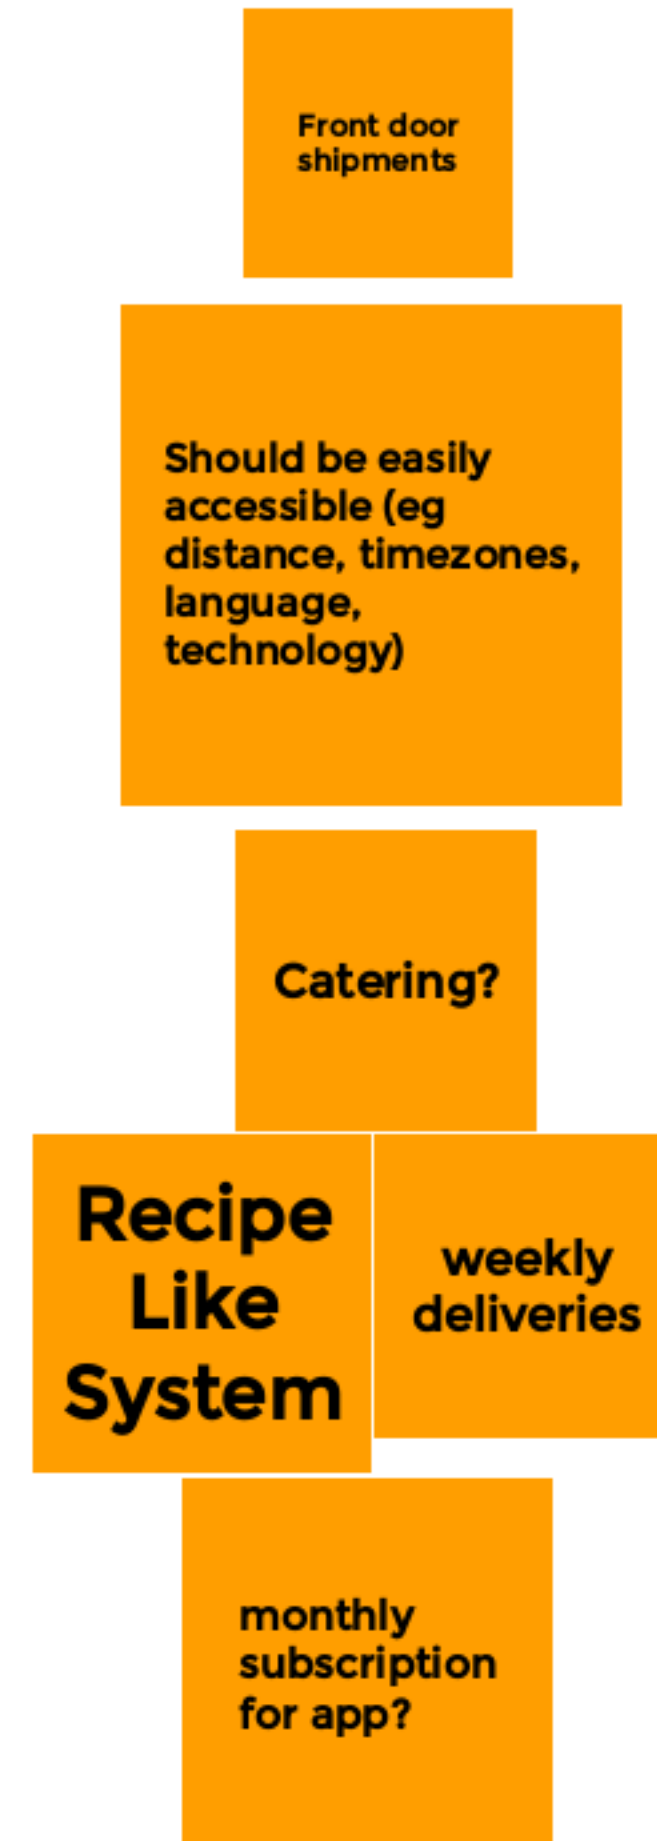 Front door
shipments
Should be easily
accessible (eg
distance, timezones,
language,
technology)
Catering?
Recipe
Like
System
weekly
deliveries
monthly
subscription
for app?